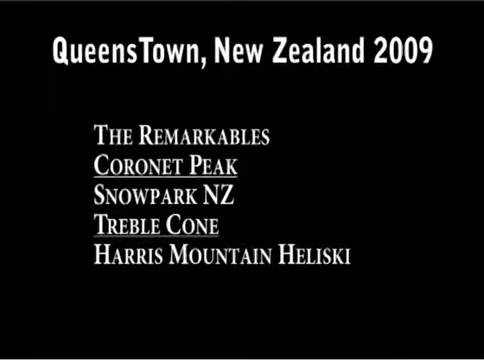 QueensTown, New Zealand 2009
The Remarkables
Coronet Peak
Snowpark NZ
Treble Cone
Harris Mountain Heliski